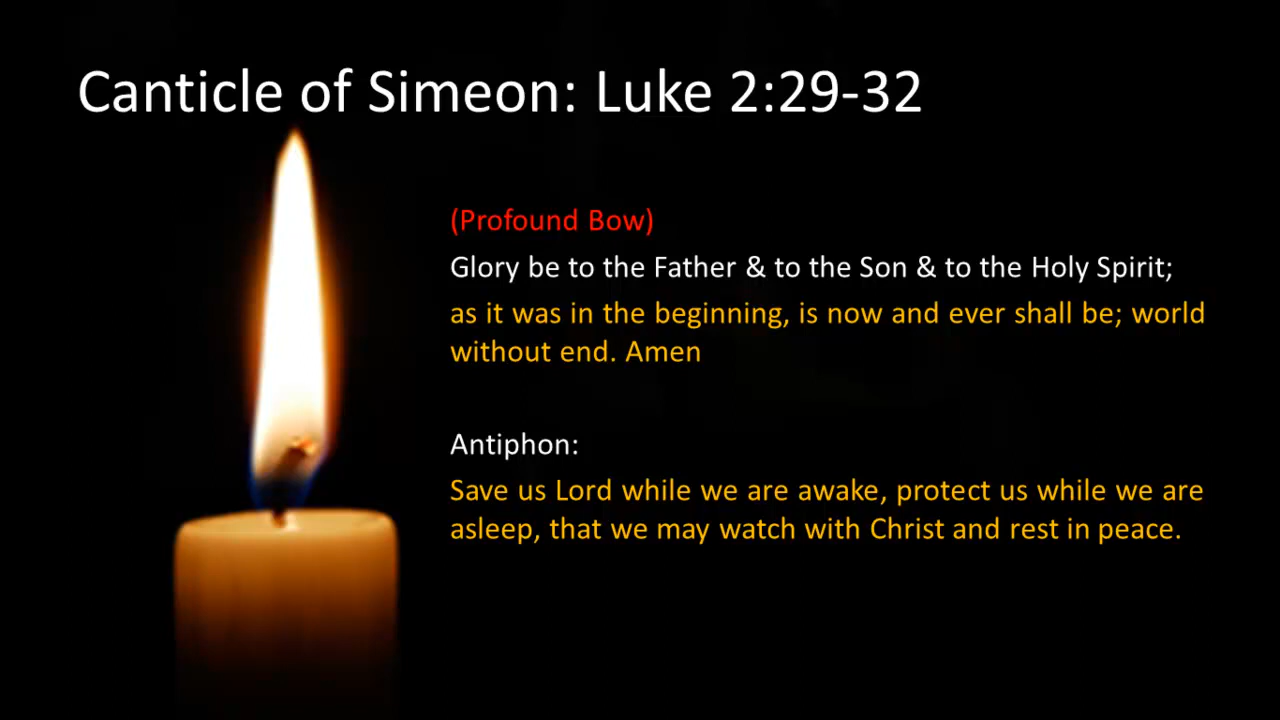 Canticle of Simeon: Luke 2:29-32
(Profound Bow)
Glory be to the Father & to the Son & to the Holy Spirit;
as it was in the beginning, is now and ever shall be; world
without end. Amen
Antiphon:
Save us Lord while we are awake, protect us while we are
asleep, that we may watch with Christ and rest in peace.